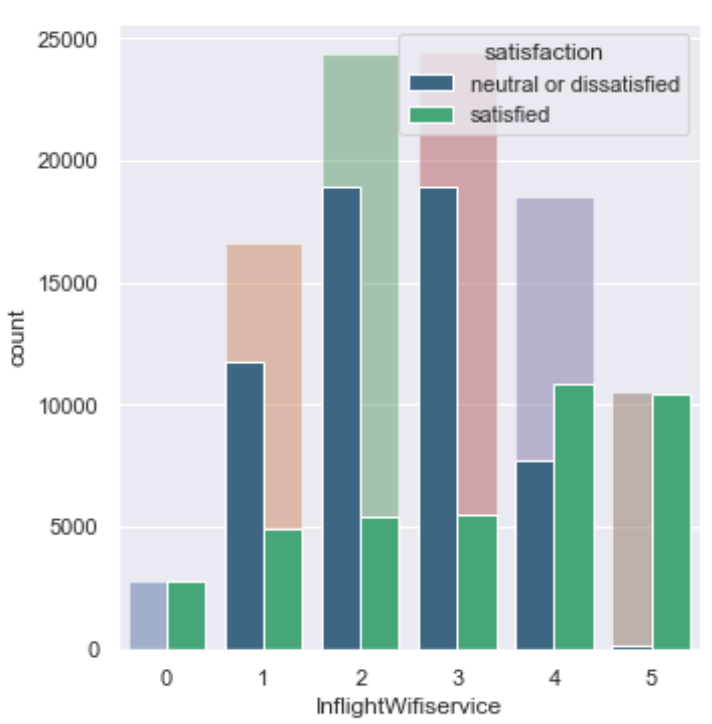 25000
20000
15000
10000
5000
0
count
satisfaction
neutral or dissatisfied
satisfied
0 1 2 3 4 5
InflightWifiservice